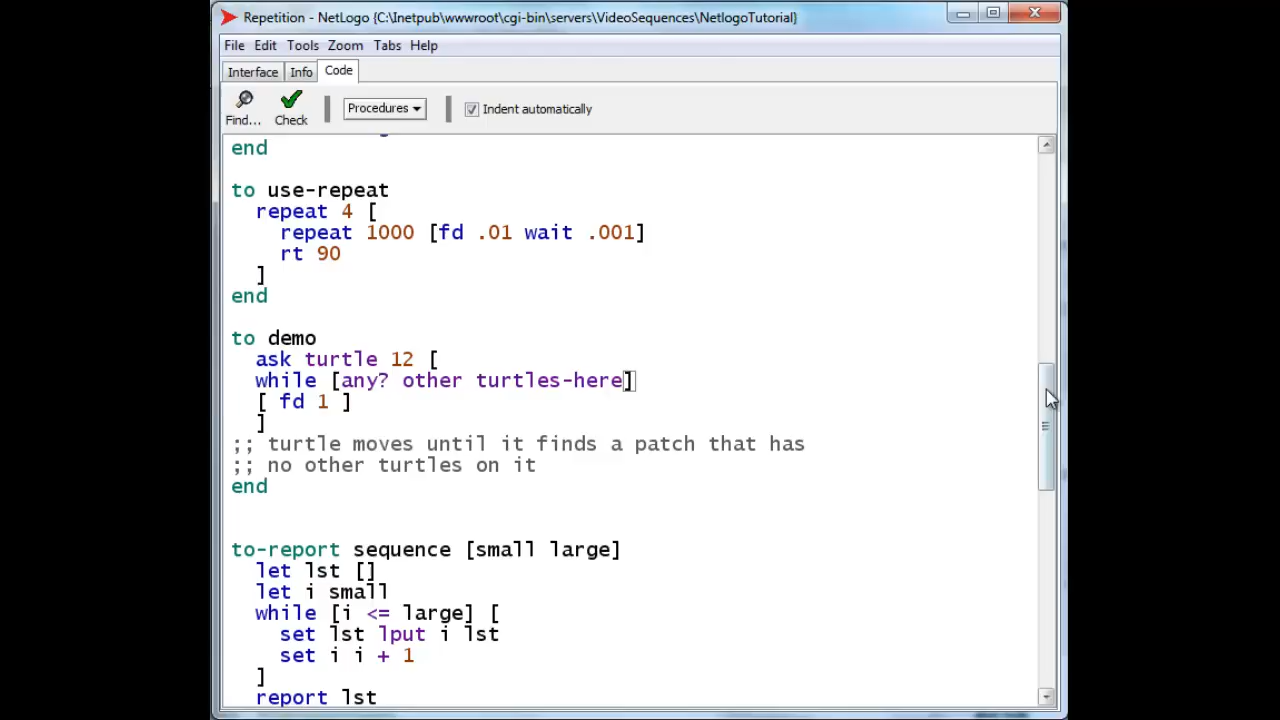 Repetition - NetLogo {C:\Inetpub\wwwroot\cgi-bin\servers\VideoSequences\NetlogoTutorial}
File Edit Tools Zoom Tabs Help
Interface Info Code
Find... Check Procedures Indent automatically
end
to use-repeat
repeat 4 [
repeat 1000 [fd .01 wait .001]
rt 90
]
end
to demo
ask turtle 12 [
while [any? other turtles-here]
[ fd 1 ]
]
;; turtle moves until it finds a patch that has
;; no other turtles on it
end
to-report sequence [small large]
let lst []
let i small
while [i <= large] [
set lst lput i lst
set i i + 1
]
report lst